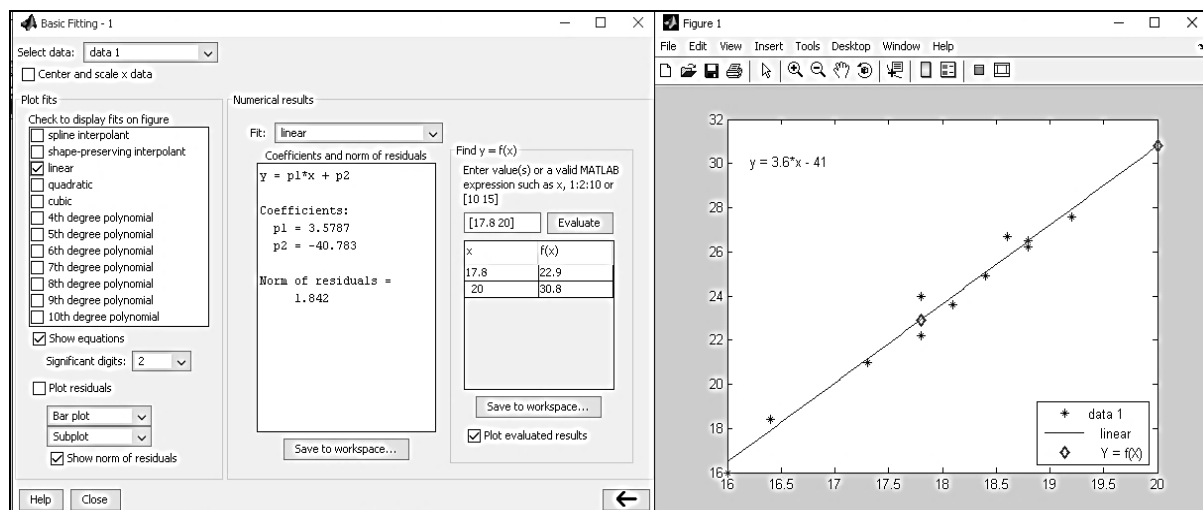 Basic Fitting - 1
Select data: data 1
Center and scale x data
Plot fits
Check to display fits on figure
spline interpolant
shape-preserving interpolant
linear
quadratic
cubic
4th degree polynomial
5th degree polynomial
6th degree polynomial
7th degree polynomial
8th degree polynomial
9th degree polynomial
10th degree polynomial
Show equations
Significant digits: 2
Plot residuals
Bar plot
Subplot
Show norm of residuals
Help Close
Numerical results
Fit: linear
Coefficients and norm of residuals
y = p1*x + p2
Coefficients:
p1 = 3.5787
p2 = -40.783
Norm of residuals =
1.842
Save to workspace...
Find y = f(x)
Enter value(s) or a valid MATLAB
expression such as x, 1:2:10 or
[10 15]
[17.8 20] Evaluate
x f(x)
17.8 22.9
20 30.8
Save to workspace...
Plot evaluated results
Figure 1
File Edit View Insert Tools Desktop Window Help
32
30
28
26
24
22
20
18
16
y = 3.6*x - 41
data 1
linear
Y = f(X)
16 16.5 17 17.5 18 18.5 19 19.5 20